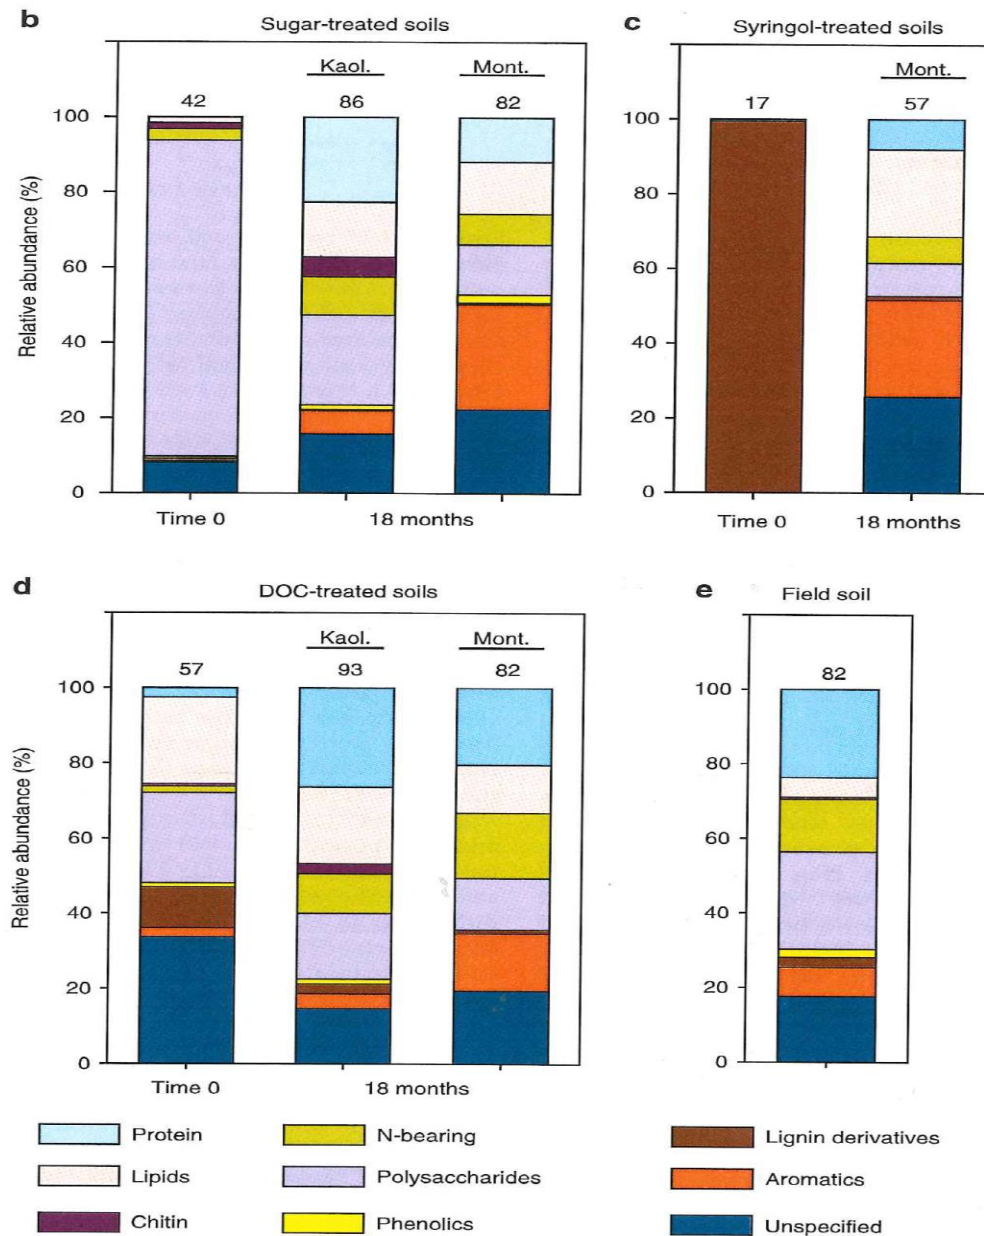 b
Sugar-treated soils
Kaol.
Mont.
42
86
82
100
80
60
40
20
0
Relative abundance (%)
Time 0
18 months
c
Syringol-treated soils
Mont.
17
57
100
80
60
40
20
0
Time 0
18 months
d
DOC-treated soils
Kaol.
Mont.
57
93
82
100
80
60
40
20
0
Relative abundance (%)
Time 0
18 months
e
Field soil
82
100
80
60
40
20
0
Protein
N-bearing
Lignin derivatives
Lipids
Polysaccharides
Aromatics
Chitin
Phenolics
Unspecified